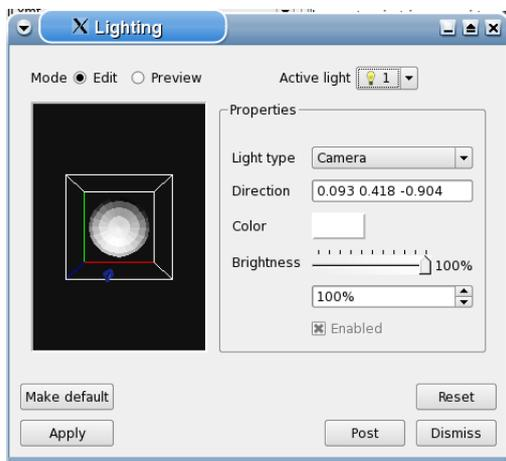 Lighting
Mode Edit Preview Active light 1
Properties
Light type Camera
Direction 0.093 0.418 -0.904
Color
Brightness 100%
100%
Enabled
Make default Reset
Apply Post Dismiss